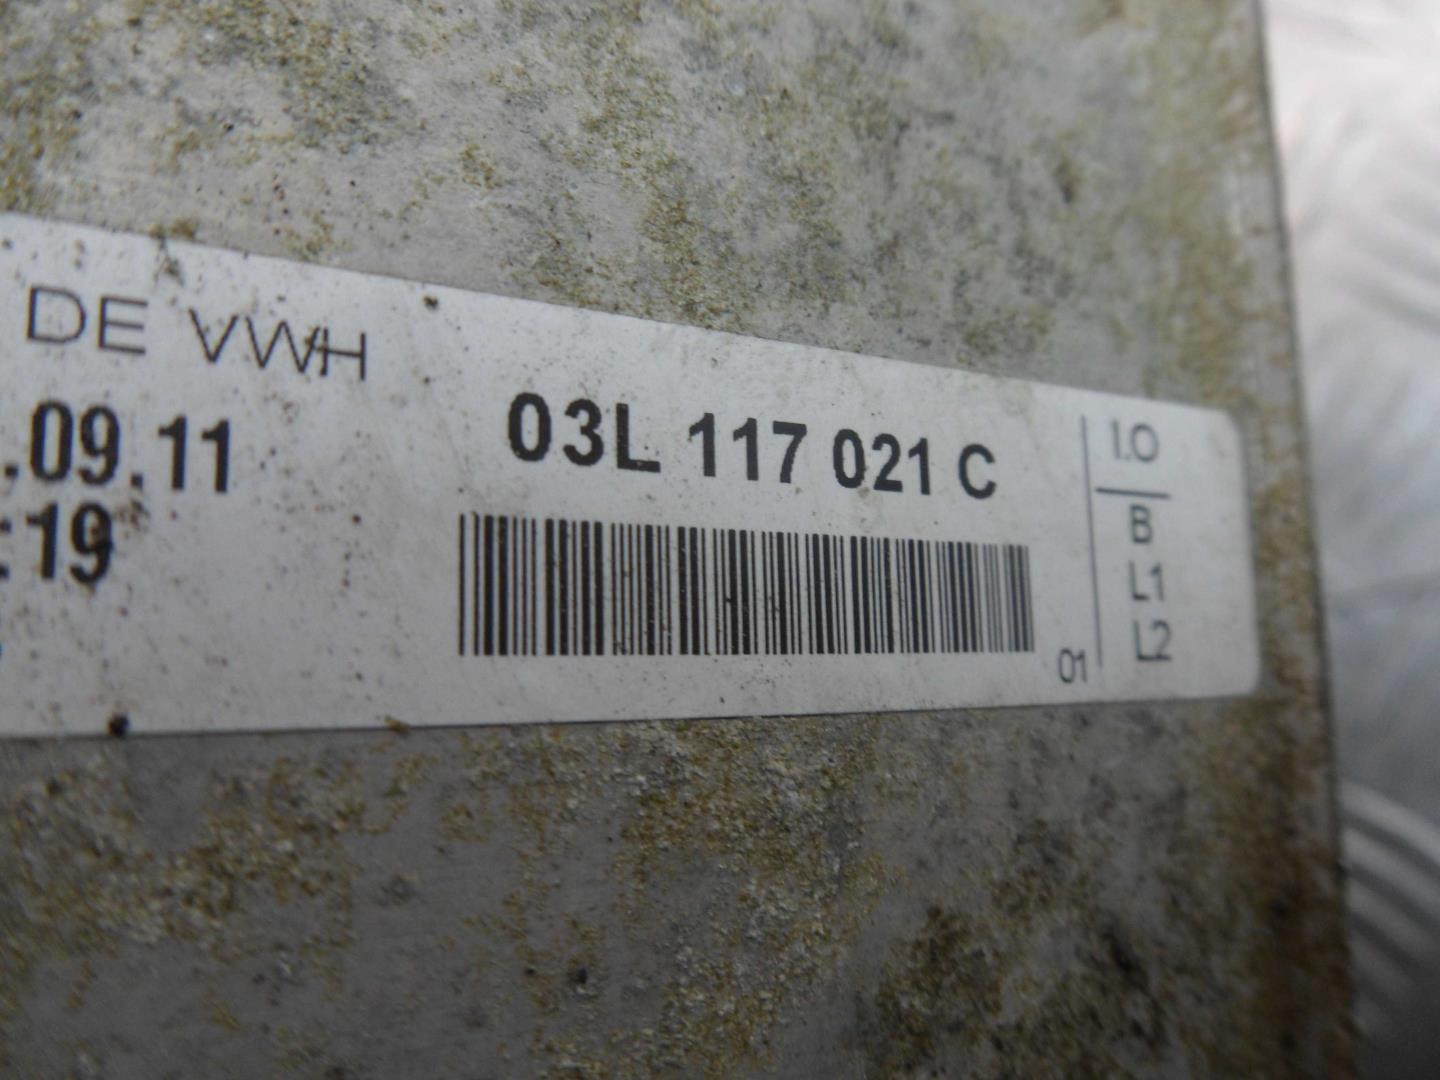 DE VWH
.09.11
:19
03L 117 021 C
01
I.O
B
L1
L2